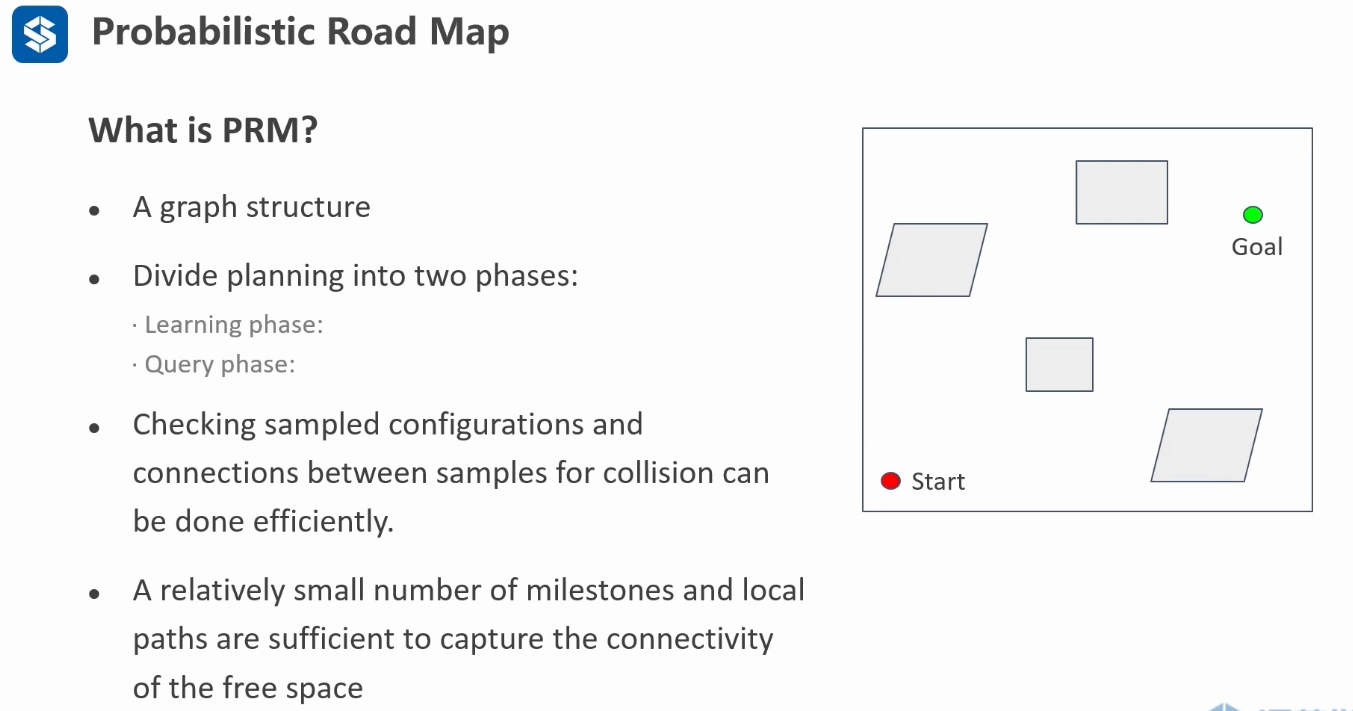 Probabilistic Road Map
What is PRM?
● A graph structure
● Divide planning into two phases:
· Learning phase:
· Query phase:
● Checking sampled configurations and
connections between samples for collision can
be done efficiently.
● A relatively small number of milestones and local
paths are sufficient to capture the connectivity
of the free space
Goal
Start